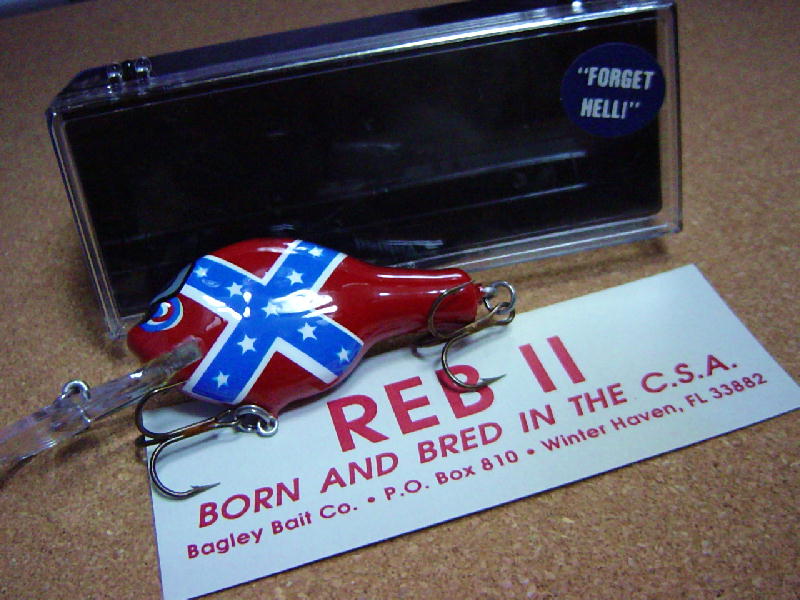 "FORGET
HELL!"
REB II
BORN AND BRED IN THE C.S.A.
Bagley Bait Co. • P.O. Box 810 • Winter Haven, FL 33882